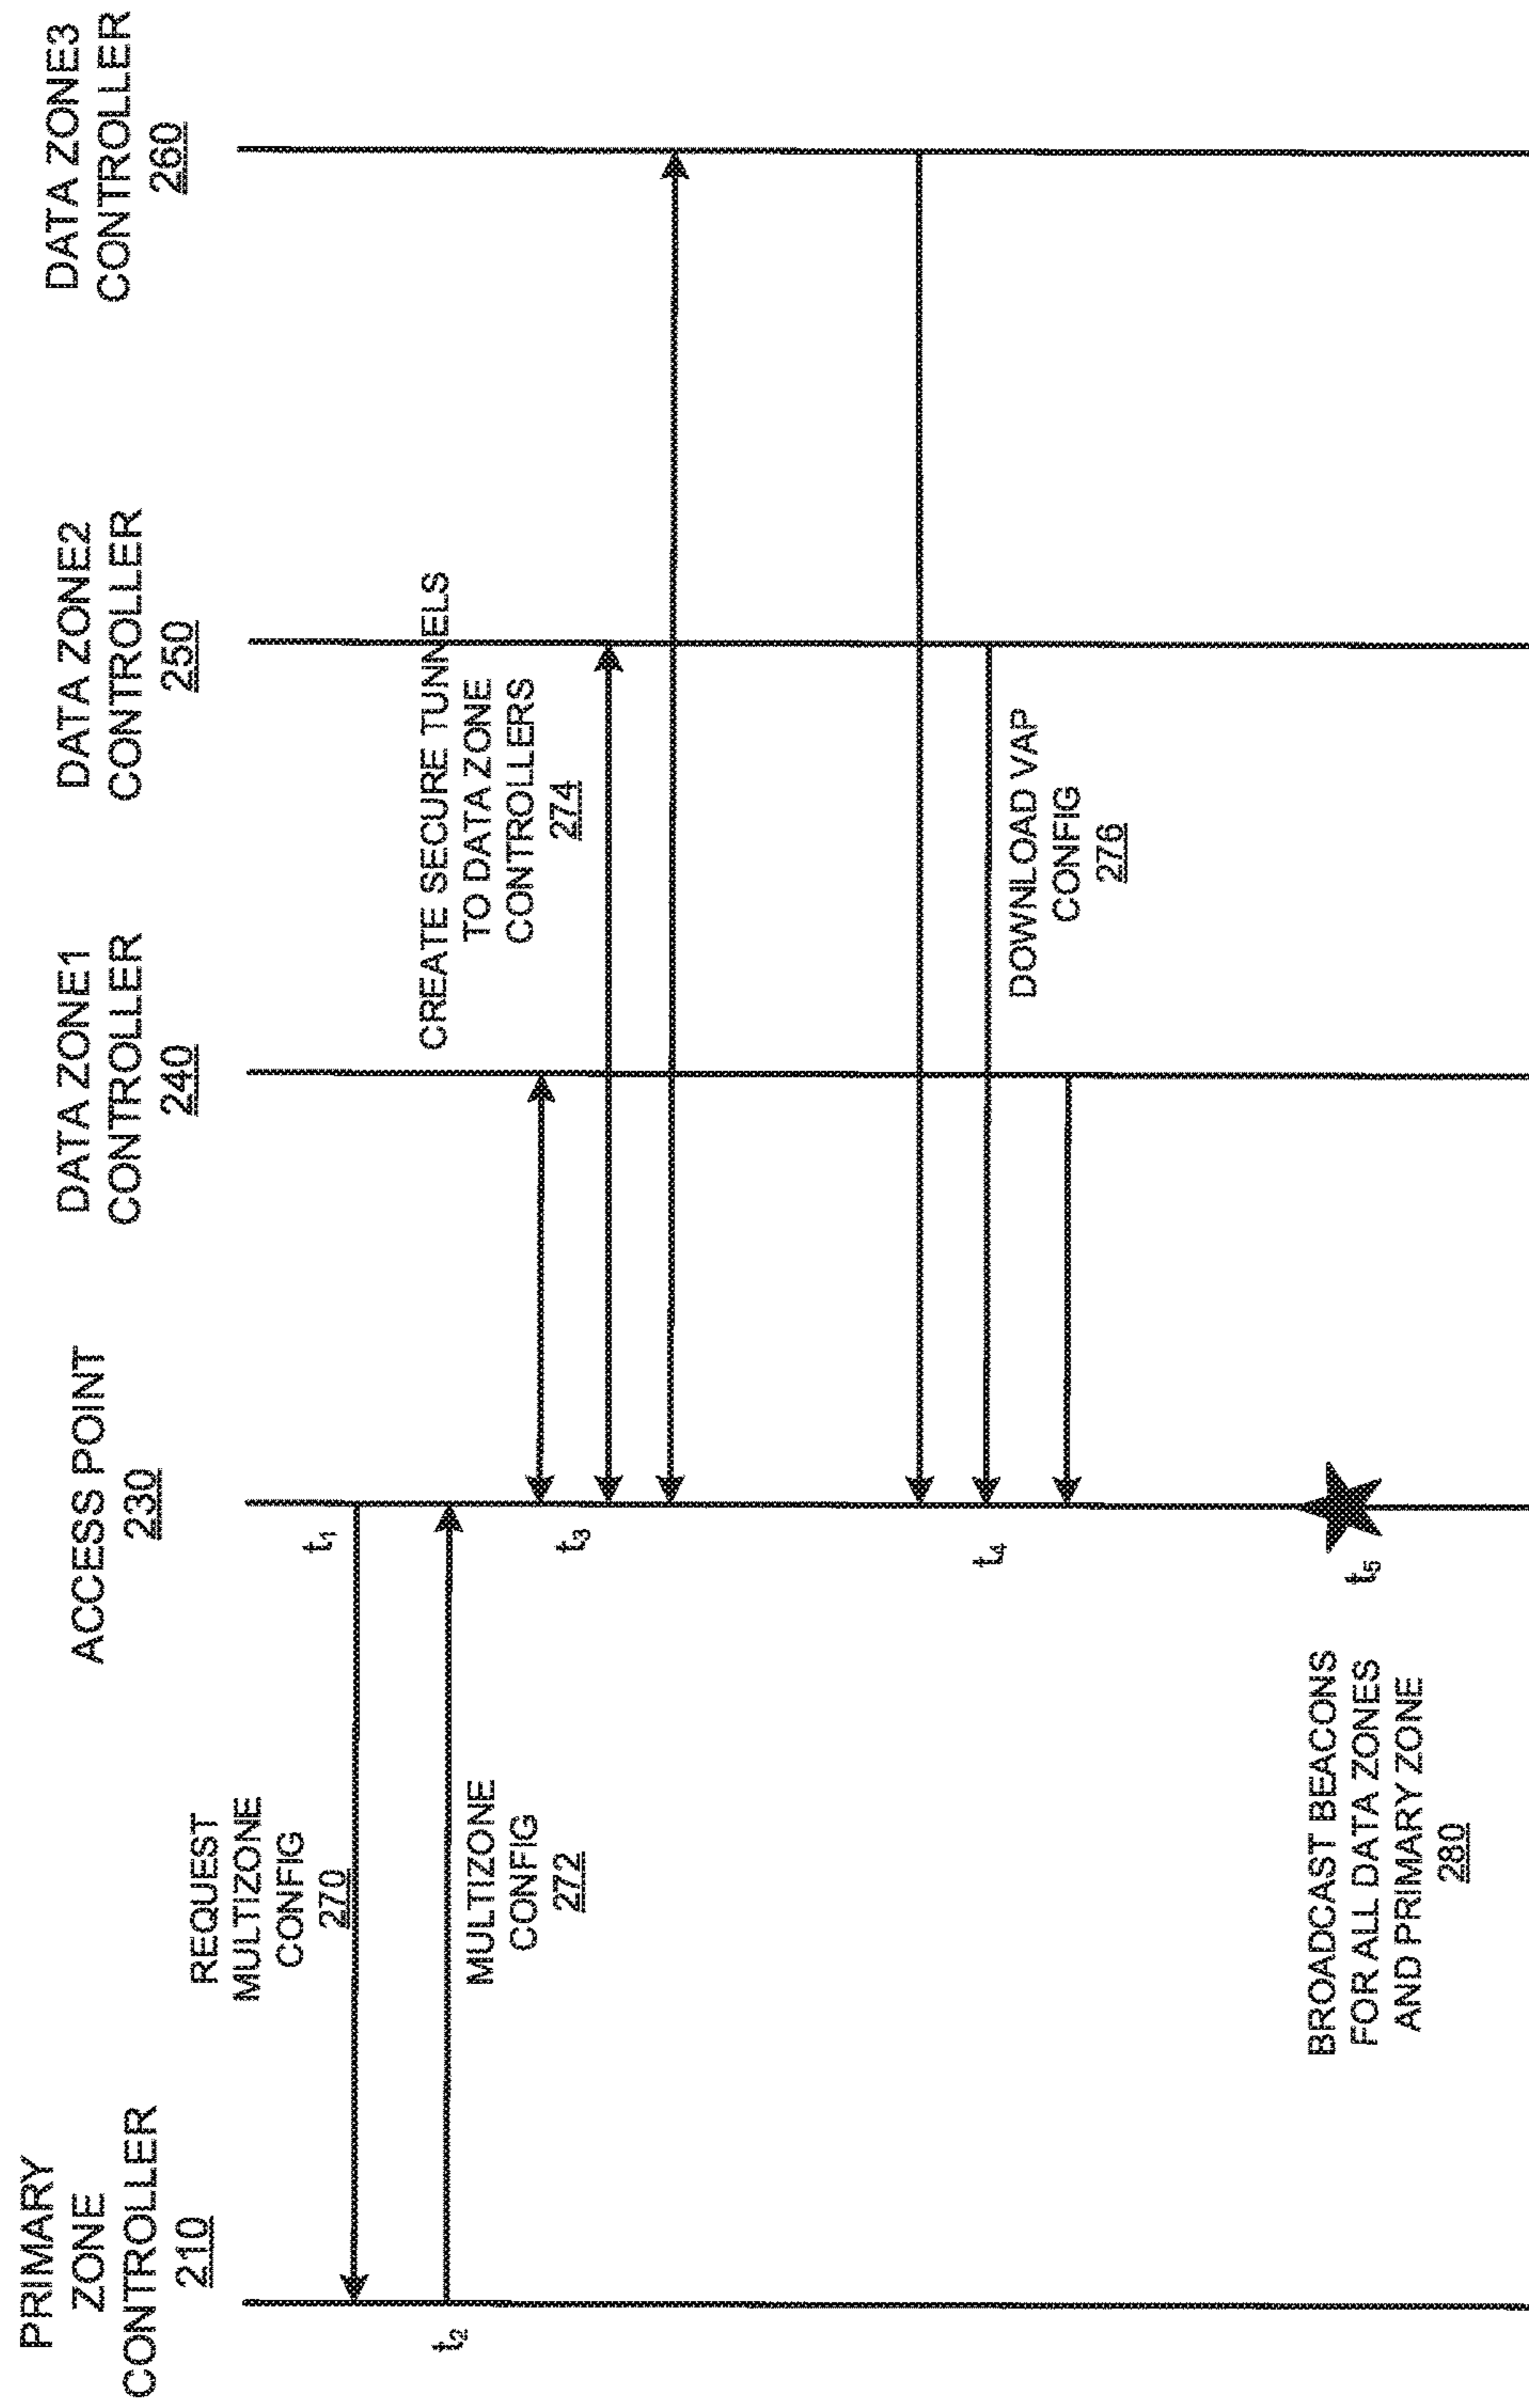 PRIMARY
ZONE
CONTROLLER
210
ACCESS POINT
230
DATA ZONE1
CONTROLLER
240
DATA ZONE2
CONTROLLER
250
DATA ZONE3
CONTROLLER
260
REQUEST
MULTIZONE
CONFIG
270
t₁
t₂
MULTIZONE
CONFIG
272
CREATE SECURE TUNNELS
TO DATA ZONE
CONTROLLERS
274
t₃
t₄
DOWNLOAD VAP
CONFIG
276
BROADCAST BEACONS
FOR ALL DATA ZONES
AND PRIMARY ZONE
280
t₅